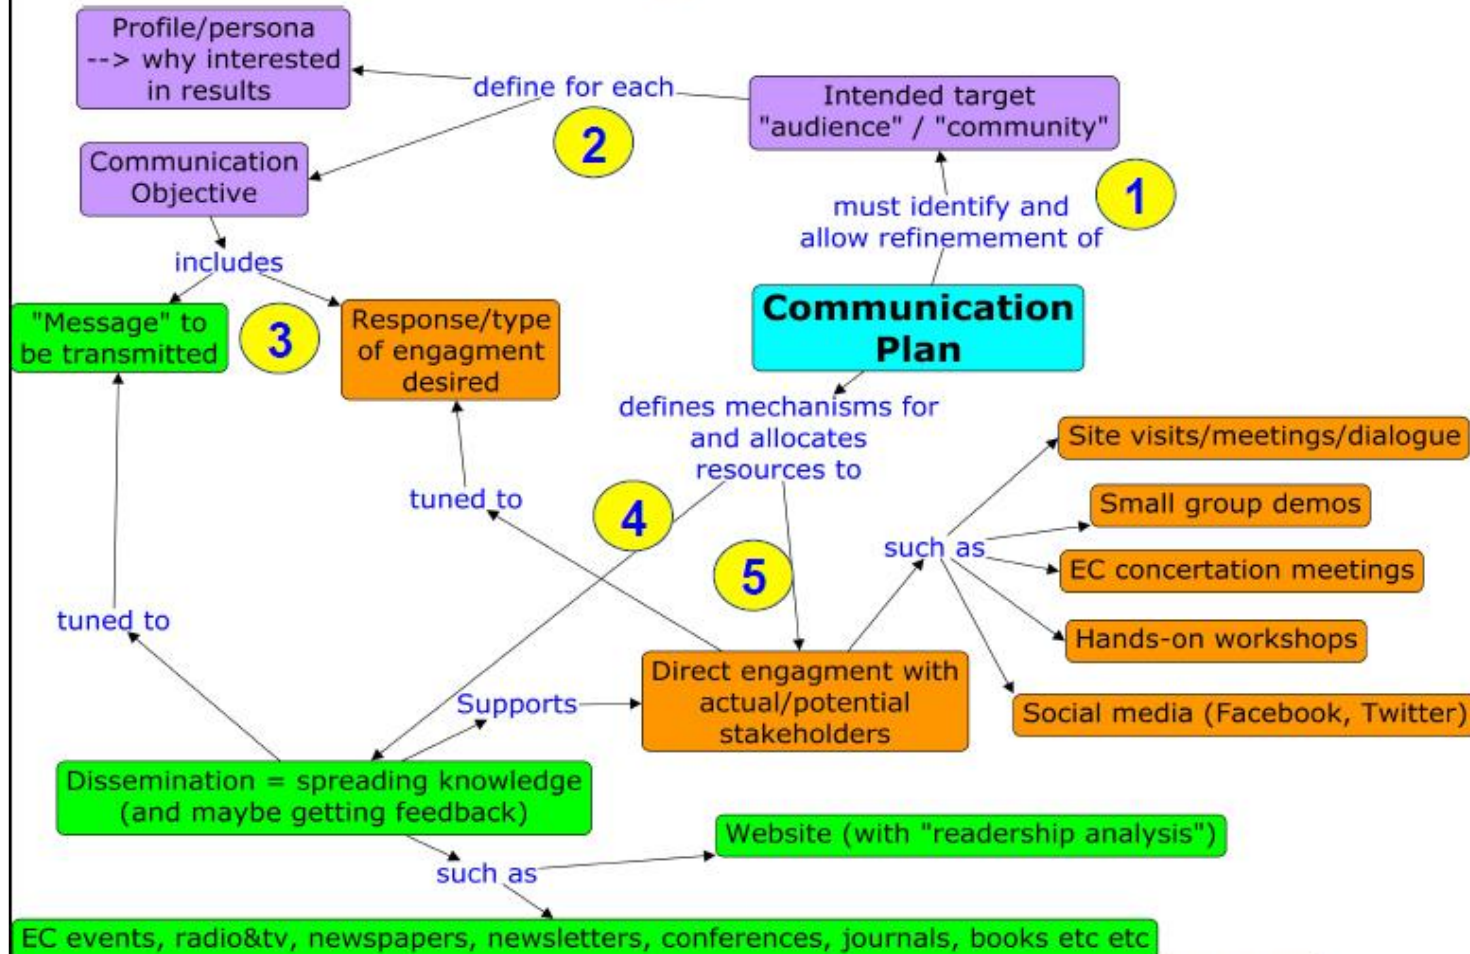 Profile/persona
--> why interested
in results
define for each
2
Intended target
"audience" / "community"
Communication
Objective
1
must identify and
allow refinemement of
includes
"Message" to
be transmitted
3
Response/type
of engagment
desired
Communication
Plan
defines mechanisms for
and allocates
resources to
Site visits/meetings/dialogue
tuned to
4
Small group demos
such as
5
EC concertation meetings
tuned to
Hands-on workshops
Direct engagment with
actual/potential
stakeholders
Supports
Social media (Facebook, Twitter)
Dissemination = spreading knowledge
(and maybe getting feedback)
Website (with "readership analysis")
such as
EC events, radio&tv, newspapers, newsletters, conferences, journals, books etc etc